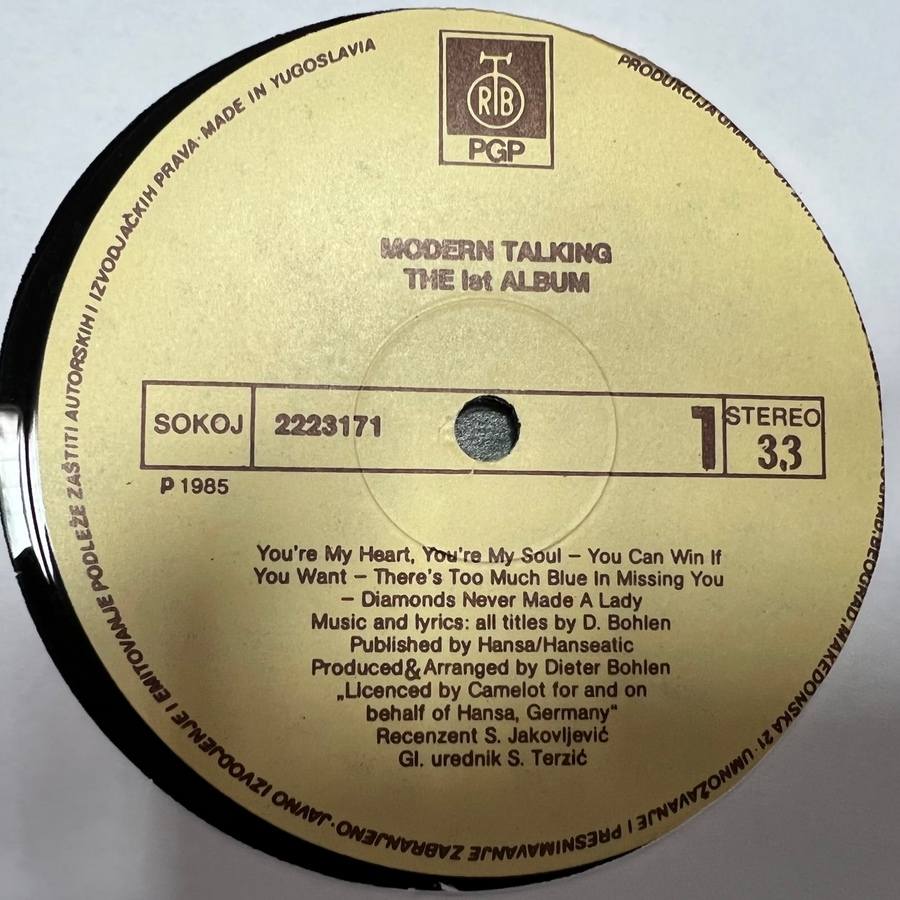 RTB
PGP
MODERN TALKING
THE Ist ALBUM
SOKOJ 2223171 1 STEREO
33
P 1985
You're My Heart, You're My Soul – You Can Win If
You Want – There's Too Much Blue In Missing You
– Diamonds Never Made A Lady
Music and lyrics: all titles by D. Bohlen
Published by Hansa/Hanseatic
Produced & Arranged by Dieter Bohlen
„Licenced by Camelot for and on
behalf of Hansa, Germany“
Recenzent S. Jakovljević
Gl. urednik S. Terzić
PRODUKCIJA BEOGRAD, MAKEDONSKA 21 · UMNOŽAVANJE I PRESNIMAVANJE ZABRANJENO · JAVNO IZVODJENJE I EMITOVANJE PODLEŽE ZAŠTITI AUTORSKIH I IZVODJAČKIH PRAVA · MADE IN YUGOSLAVIA